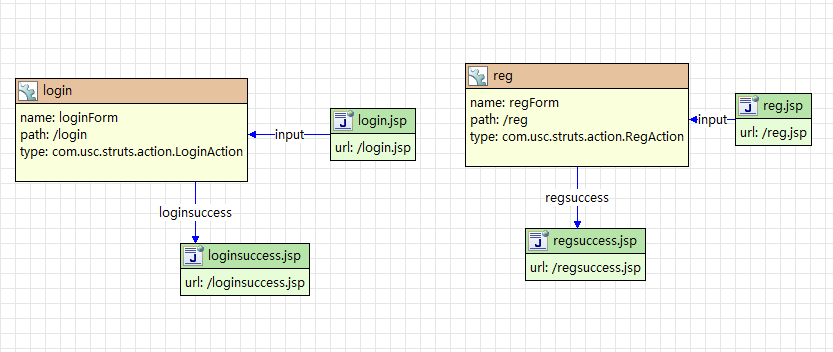 login
name: loginForm
path: /login
type: com.usc.struts.action.LoginAction
input
login.jsp
url: /login.jsp
loginsuccess
loginsuccess.jsp
url: /loginsuccess.jsp
reg
name: regForm
path: /reg
type: com.usc.struts.action.RegAction
input
reg.jsp
url: /reg.jsp
regsuccess
regsuccess.jsp
url: /regsuccess.jsp